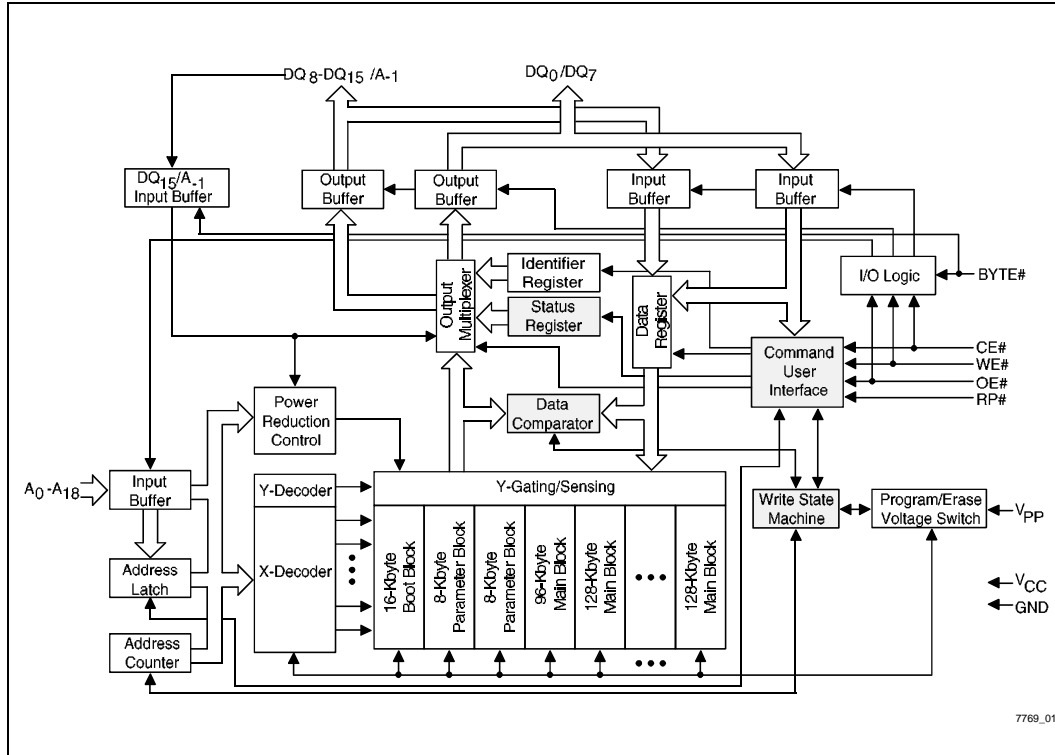 DQ8-DQ15 /A-1
DQ0/DQ7
DQ15/A-1
Input Buffer
Output
Buffer
Output
Buffer
Input
Buffer
Input
Buffer
I/O Logic
BYTE#
Output
Multiplexer
Identifier
Register
Status
Register
Data
Register
Command
User
Interface
CE#
WE#
OE#
RP#
Power
Reduction
Control
Data
Comparator
A0-A18
Input
Buffer
Y-Decoder
Y-Gating/Sensing
Write State
Machine
Program/Erase
Voltage Switch
VPP
Address
Latch
X-Decoder
16-Kbyte
Boot Block
8-Kbyte
Parameter Block
8-Kbyte
Parameter Block
96-Kbyte
Main Block
128-Kbyte
Main Block
128-Kbyte
Main Block
VCC
GND
Address
Counter
7769_01